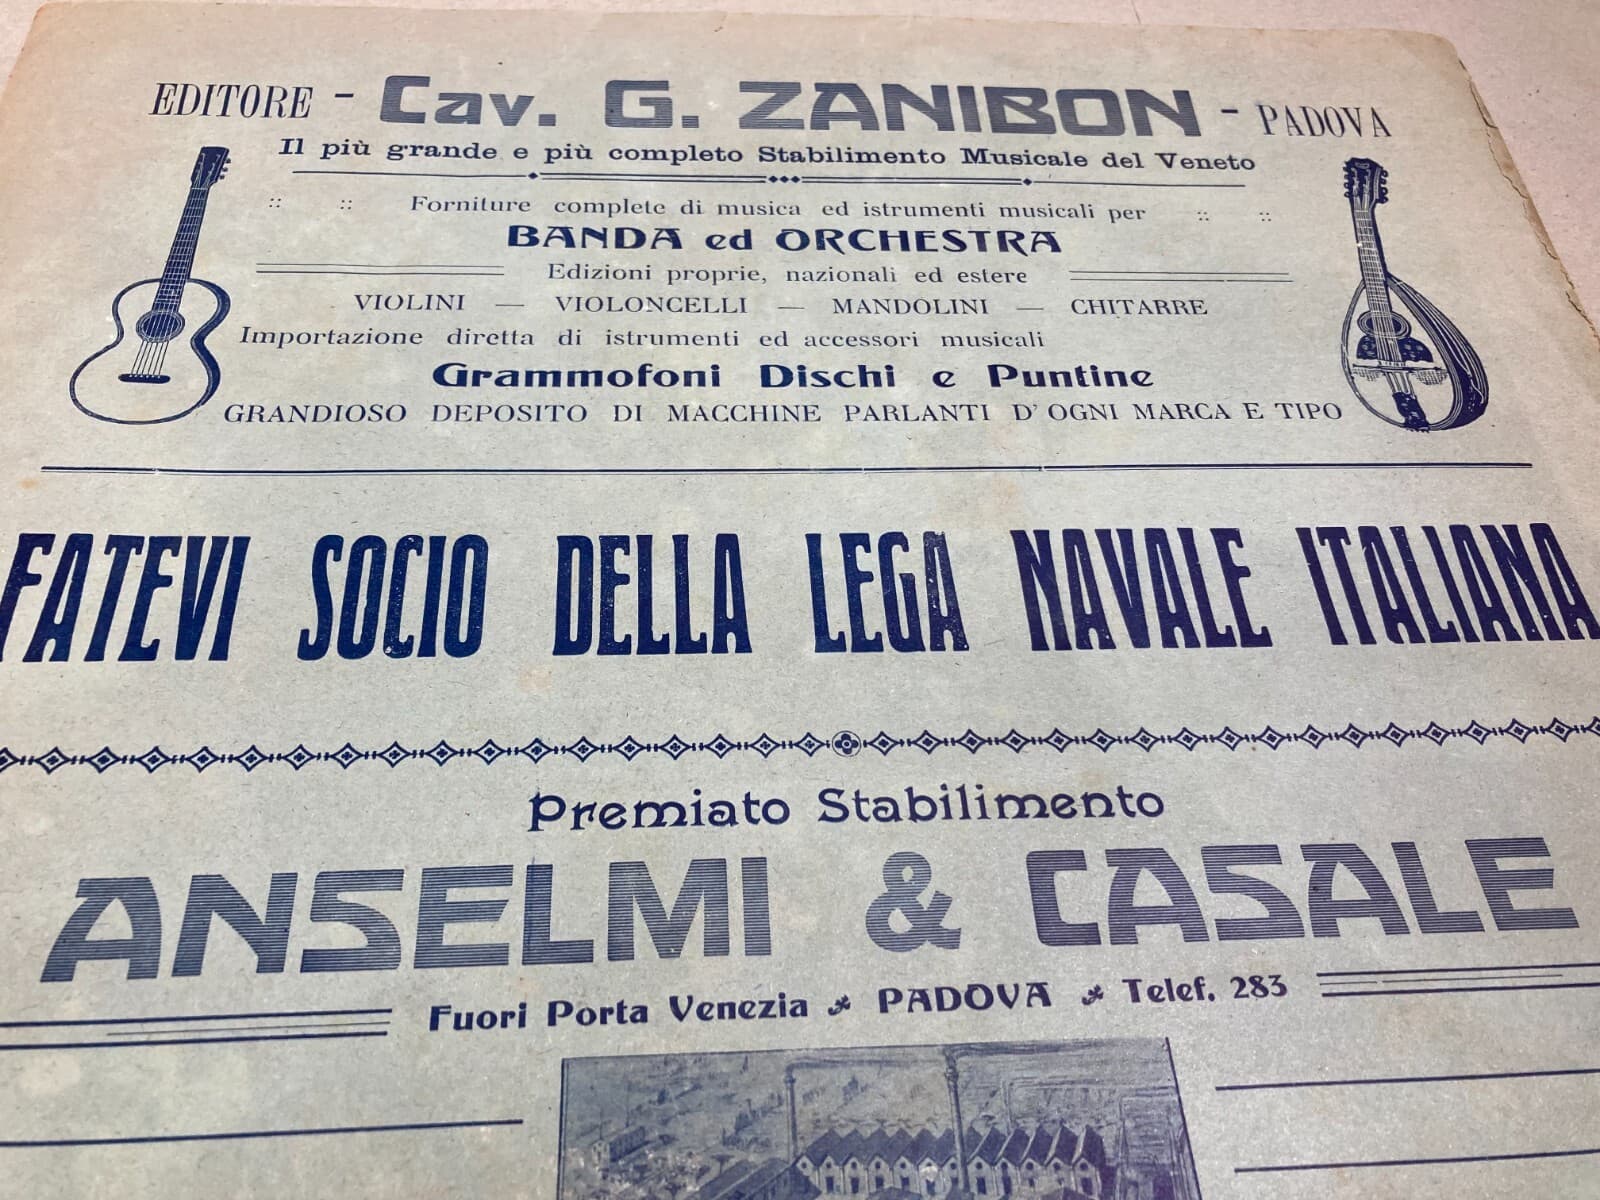 EDITORE - Cav. G. ZANIBON - PADOVA
Il più grande e più completo Stabilimento Musicale del Veneto
Forniture complete di musica ed istrumenti musicali per
BANDA ed ORCHESTRA
Edizioni proprie, nazionali ed estere
VIOLINI — VIOLONCELLI — MANDOLINI — CHITARRE
Importazione diretta di istrumenti ed accessori musicali
Grammofoni Dischi e Puntine
GRANDIOSO DEPOSITO DI MACCHINE PARLANTI D'OGNI MARCA E TIPO
FATEVI SOCIO DELLA LEGA NAVALE ITALIANA
Premiato Stabilimento
ANSELMI & CASALE
Fuori Porta Venezia PADOVA Telef. 283